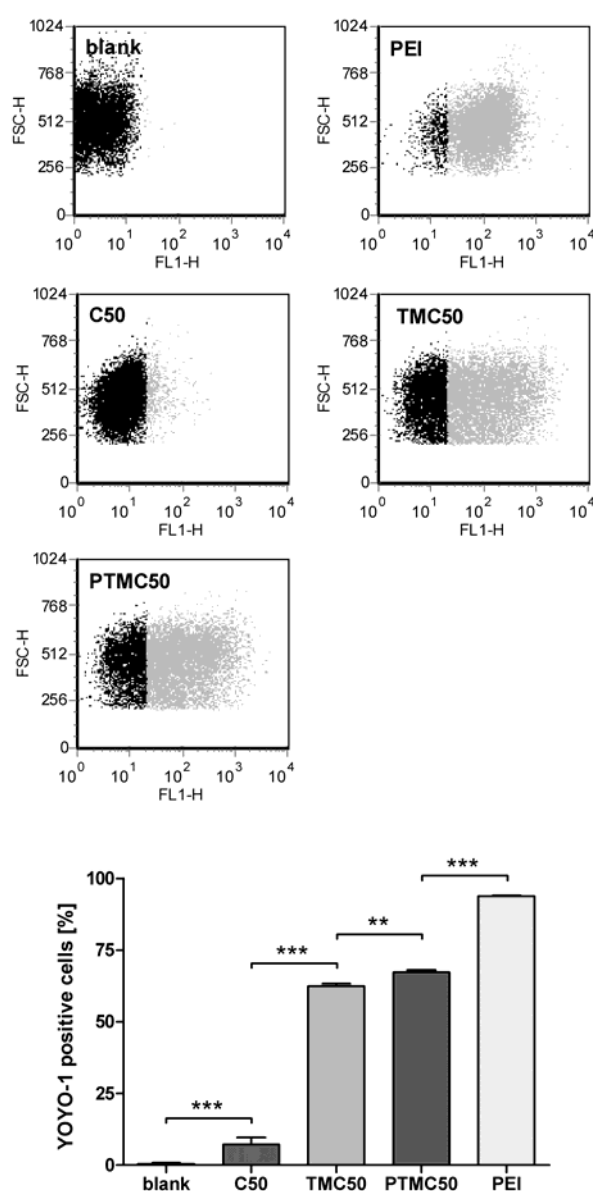 blank
PEI
1024
768
512
256
0
FSC-H
10^0 10^1 10^2 10^3 10^4
FL1-H
1024
768
512
256
0
FSC-H
10^0 10^1 10^2 10^3 10^4
FL1-H
C50
TMC50
1024
768
512
256
0
FSC-H
10^0 10^1 10^2 10^3 10^4
FL1-H
1024
768
512
256
0
FSC-H
10^0 10^1 10^2 10^3 10^4
FL1-H
PTMC50
1024
768
512
256
0
FSC-H
10^0 10^1 10^2 10^3 10^4
FL1-H
YOYO-1 positive cells [%]
100
75
50
25
0
***
**
***
***
blank C50 TMC50 PTMC50 PEI